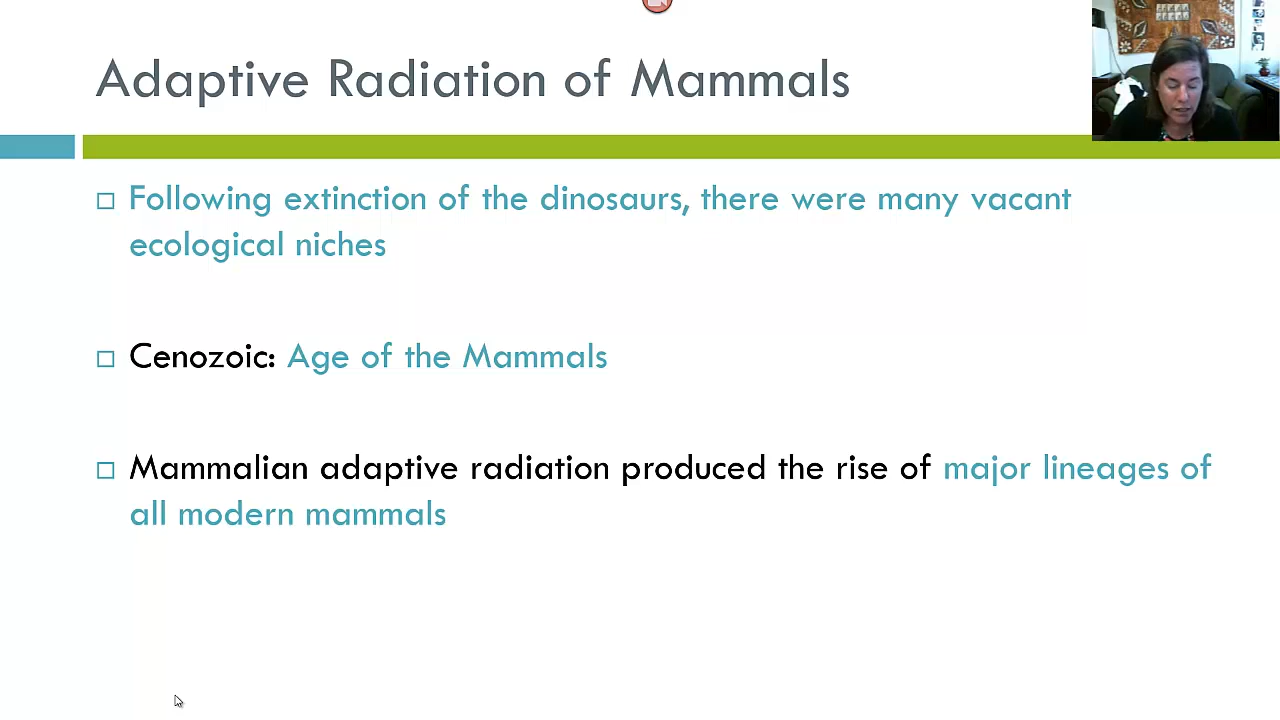 Adaptive Radiation of Mammals
Following extinction of the dinosaurs, there were many vacant
ecological niches
Cenozoic: Age of the Mammals
Mammalian adaptive radiation produced the rise of major lineages of
all modern mammals